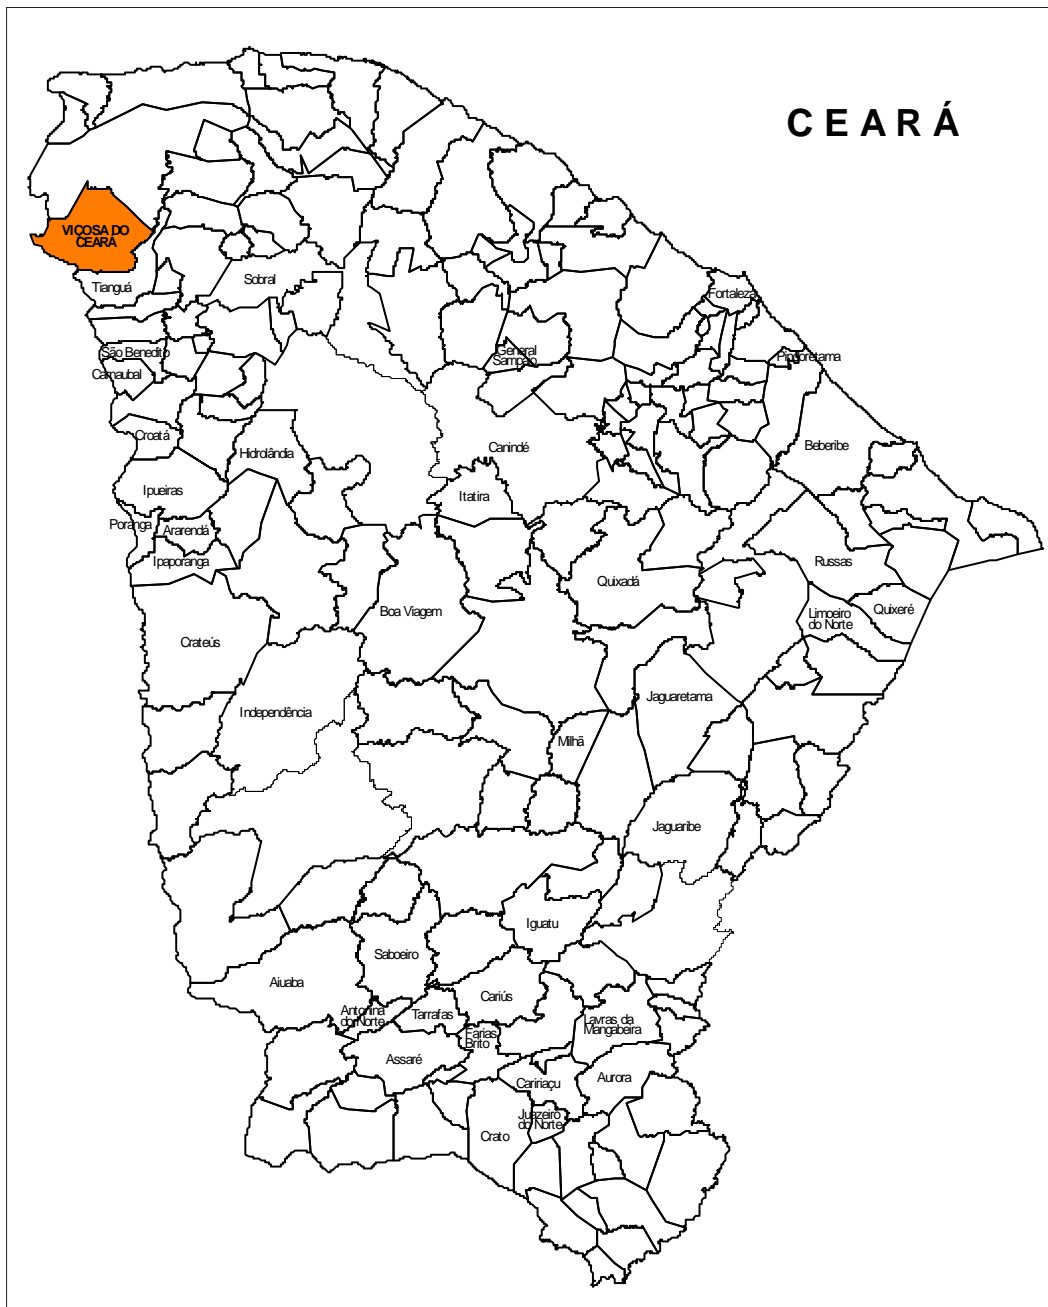 CEARÁ
VIÇOSA DO
CEARÁ
Tianguá
Sobral
Fortaleza
São Benedito
General
Sampaio
Pindoretama
Carnaubal
Croatá
Canindé
Beberibe
Hidrolândia
Ipueiras
Itatira
Poranga
Ararendá
Ipaporanga
Russas
Quixadá
Boa Viagem
Limoeiro
do Norte
Quixeré
Crateús
Jaguaretama
Independência
Milhã
Jaguaribe
Iguatu
Saboeiro
Aiuaba
Cariús
Antonina
do Norte
Tarrafas
Lavras da
Mangabeira
Farias
Brito
Assaré
Caririaçu
Aurora
Juazeiro
do Norte
Crato